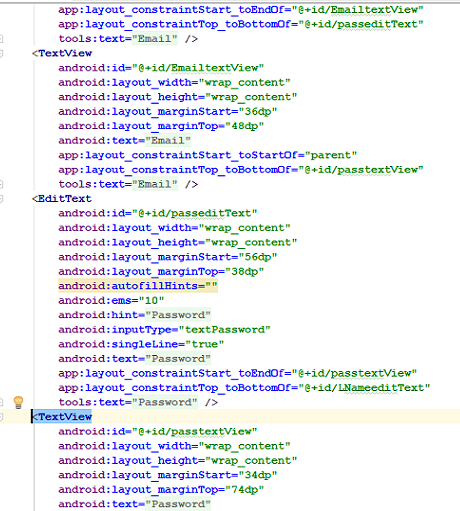 app:layout_constraintStart_toEndOf="@+id/EmailtextView"
app:layout_constraintTop_toBottomOf="@+id/passeditText"
tools:text="Email" />
<TextView
android:id="@+id/EmailtextView"
android:layout_width="wrap_content"
android:layout_height="wrap_content"
android:layout_marginStart="36dp"
android:layout_marginTop="48dp"
android:text="Email"
app:layout_constraintStart_toStartOf="parent"
app:layout_constraintTop_toBottomOf="@+id/passtextView"
tools:text="Email" />
<EditText
android:id="@+id/passeditText"
android:layout_width="wrap_content"
android:layout_height="wrap_content"
android:layout_marginStart="56dp"
android:layout_marginTop="38dp"
android:autofillHints=""
android:ems="10"
android:hint="Password"
android:inputType="textPassword"
android:singleLine="true"
android:text="Password"
app:layout_constraintStart_toEndOf="@+id/passtextView"
app:layout_constraintTop_toBottomOf="@+id/LNameeditText"
tools:text="Password" />
<TextView
android:id="@+id/passtextView"
android:layout_width="wrap_content"
android:layout_height="wrap_content"
android:layout_marginStart="34dp"
android:layout_marginTop="74dp"
android:text="Password"